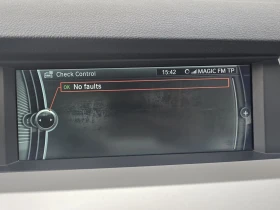 Check Control 15:42 MAGIC FM TP
OK No faults